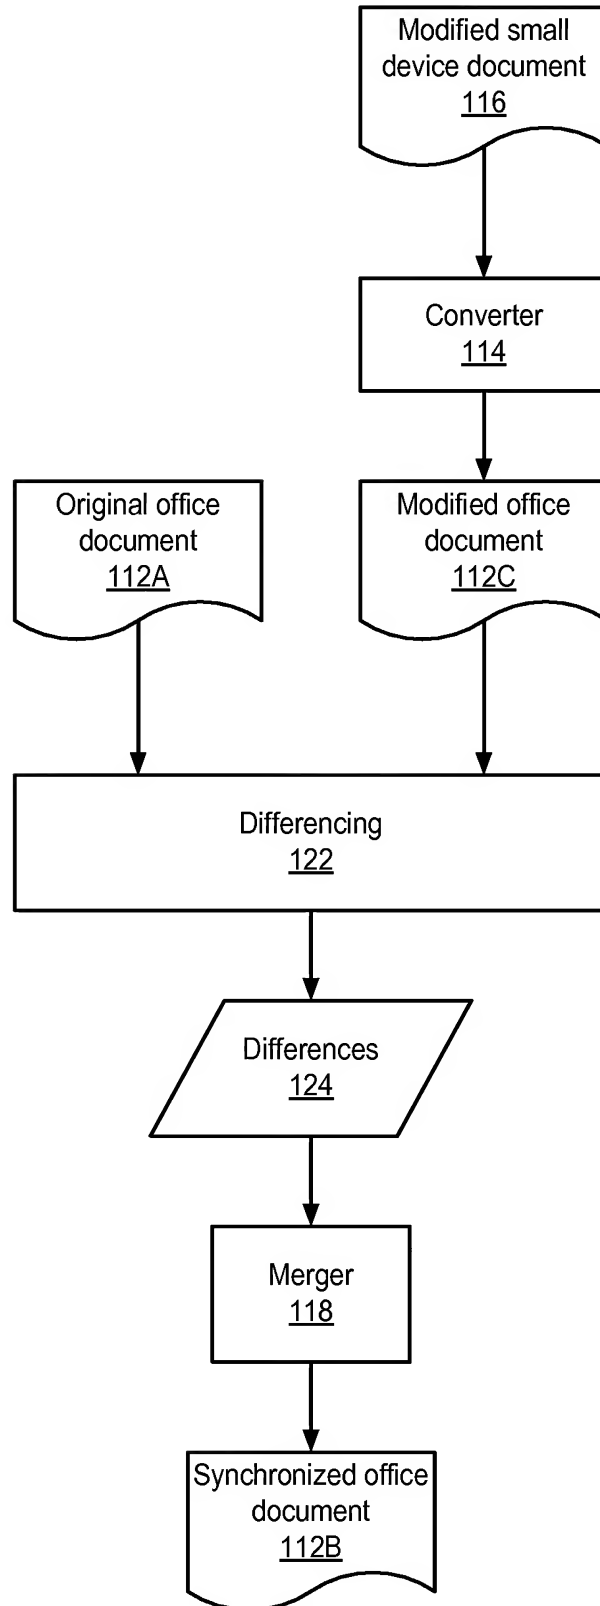 Modified small
device document
116
Converter
114
Original office
document
112A
Modified office
document
112C
Differencing
122
Differences
124
Merger
118
Synchronized office
document
112B